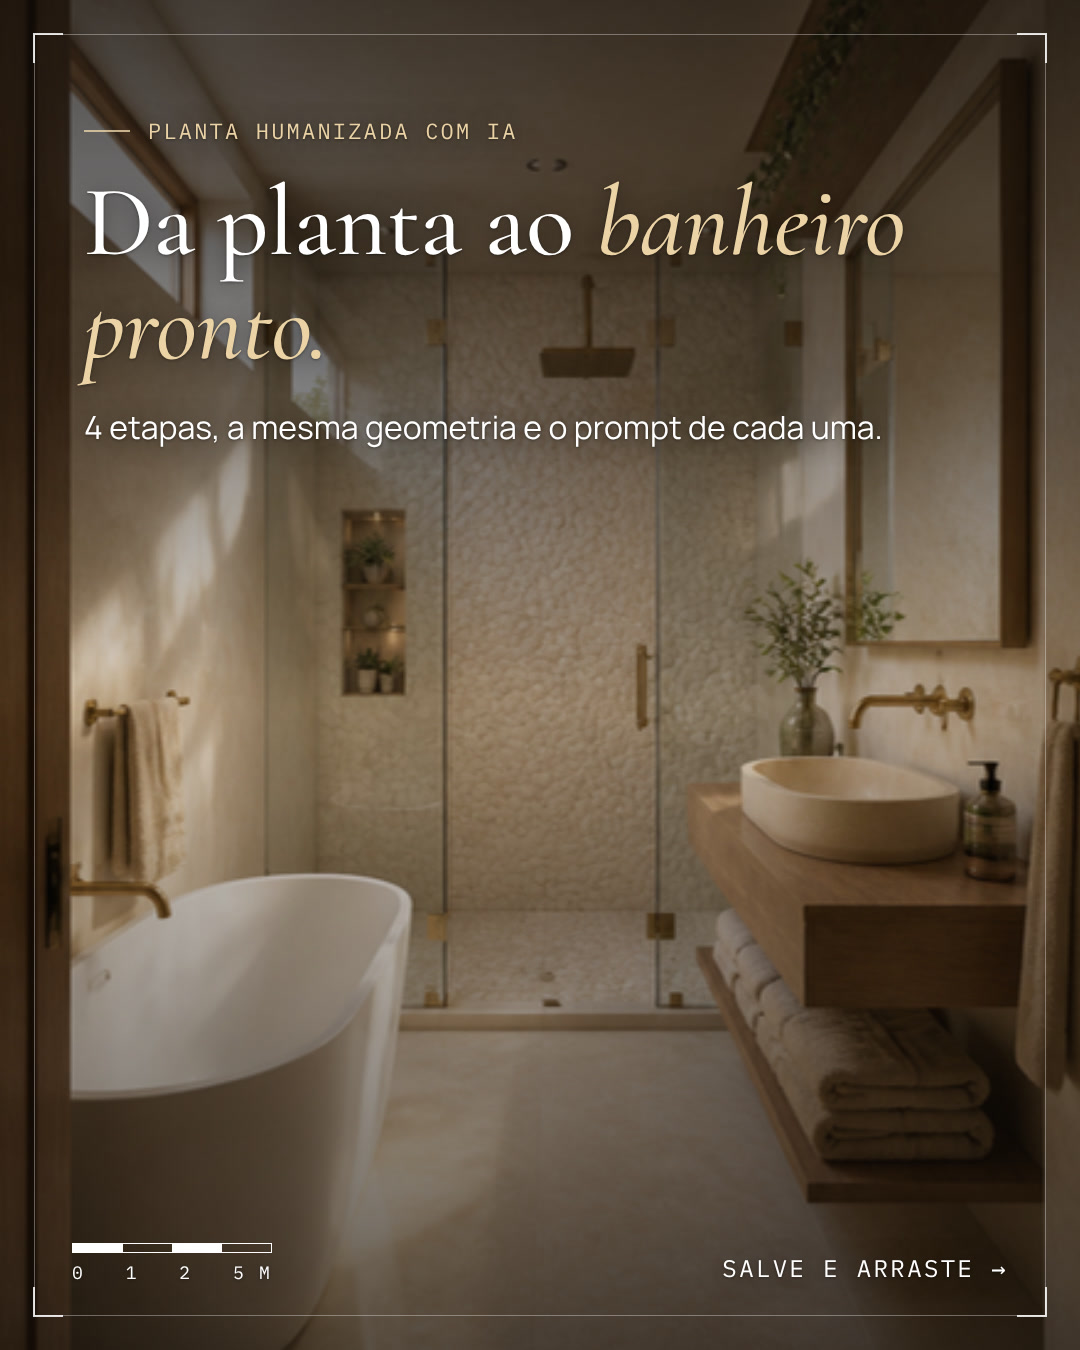 PLANTA HUMANIZADA COM IA
Da planta ao banheiro
pronto.
4 etapas, a mesma geometria e o prompt de cada uma.
0 1 2 5 M
SALVE E ARRASTE →